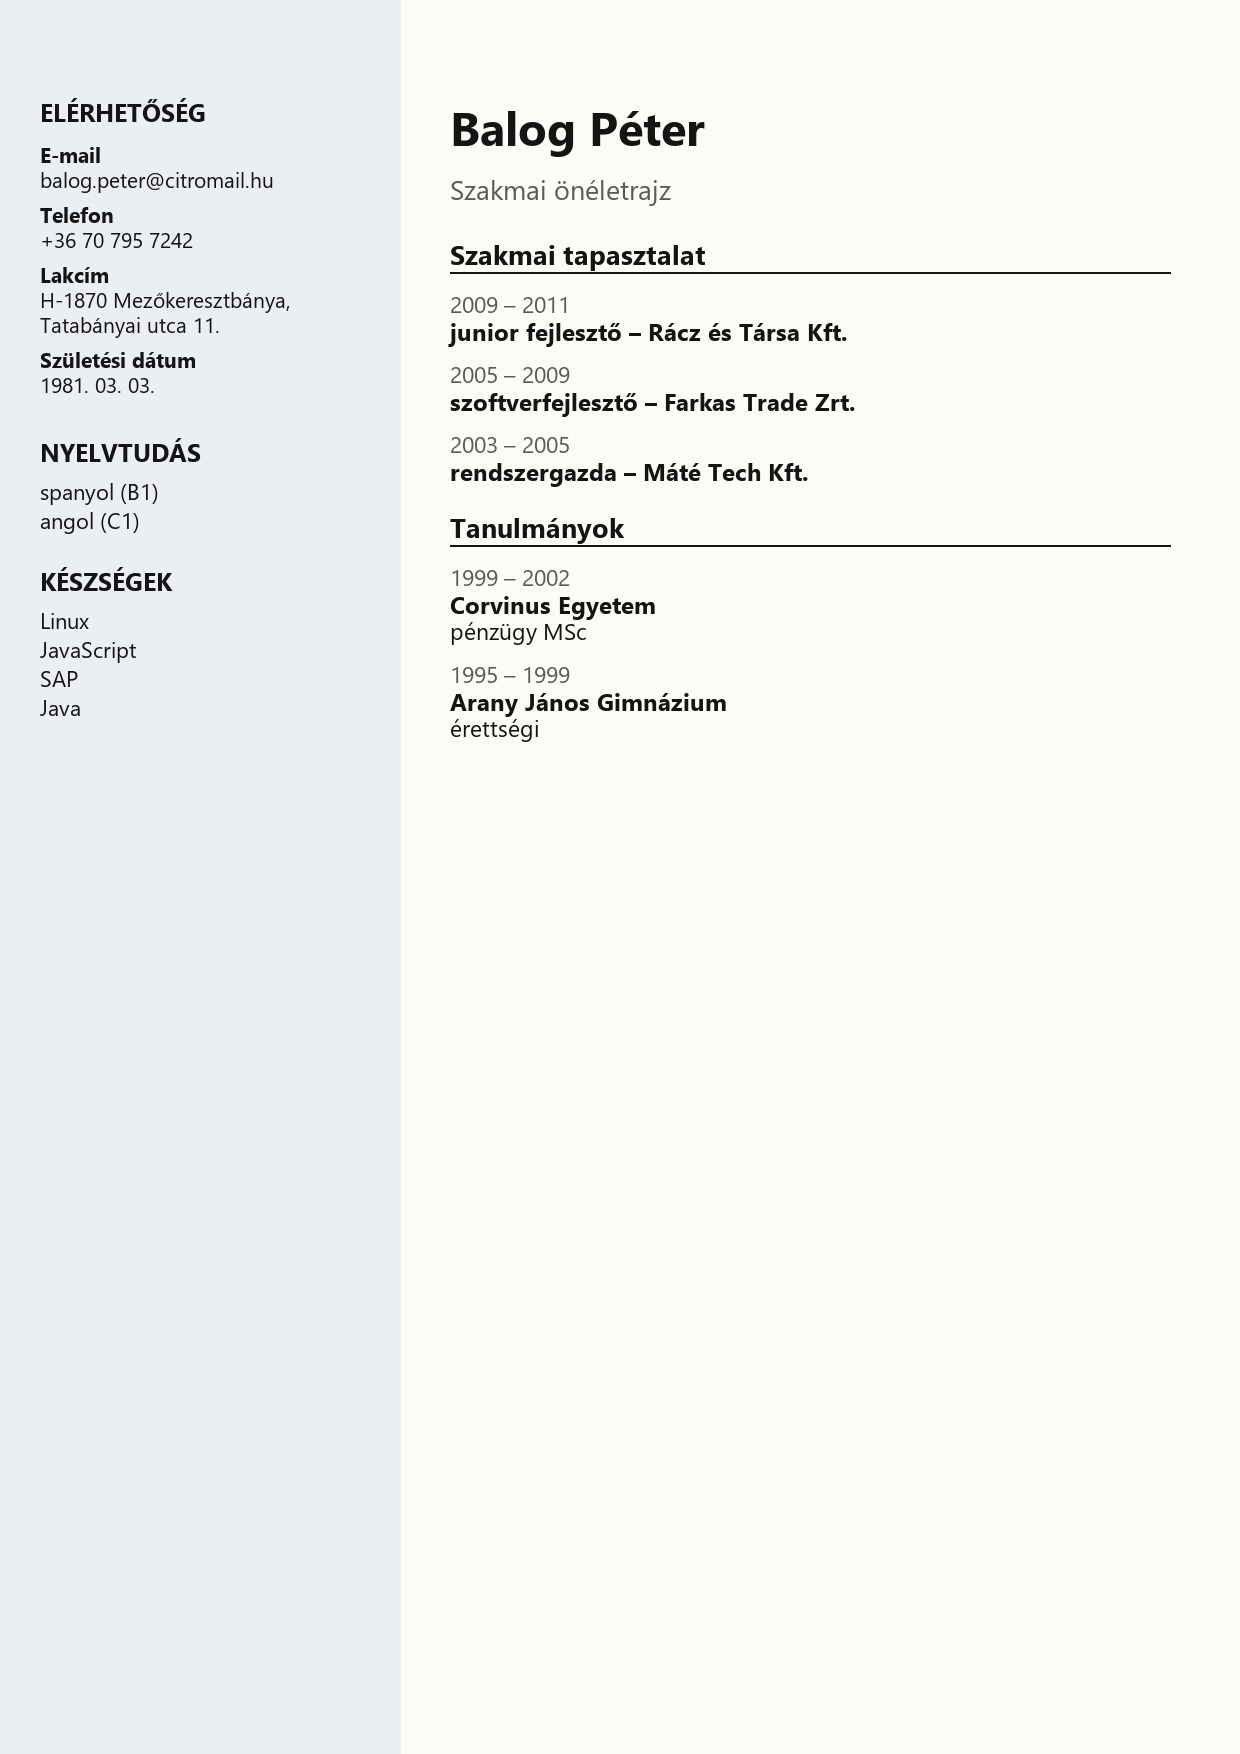 ELÉRHETŐSÉG
E-mail
balog.peter@citromail.hu
Telefon
+36 70 795 7242
Lakcím
H-1870 Mezőkeresztbánya,
Tatabányai utca 11.
Születési dátum
1981. 03. 03.
NYELVTUDÁS
spanyol (B1)
angol (C1)
KÉSZSÉGEK
Linux
JavaScript
SAP
Java
Balog Péter
Szakmai önéletrajz
Szakmai tapasztalat
2009 – 2011
junior fejlesztő – Rácz és Társa Kft.
2005 – 2009
szoftverfejlesztő – Farkas Trade Zrt.
2003 – 2005
rendszergazda – Máté Tech Kft.
Tanulmányok
1999 – 2002
Corvinus Egyetem
pénzügy MSc
1995 – 1999
Arany János Gimnázium
érettségi